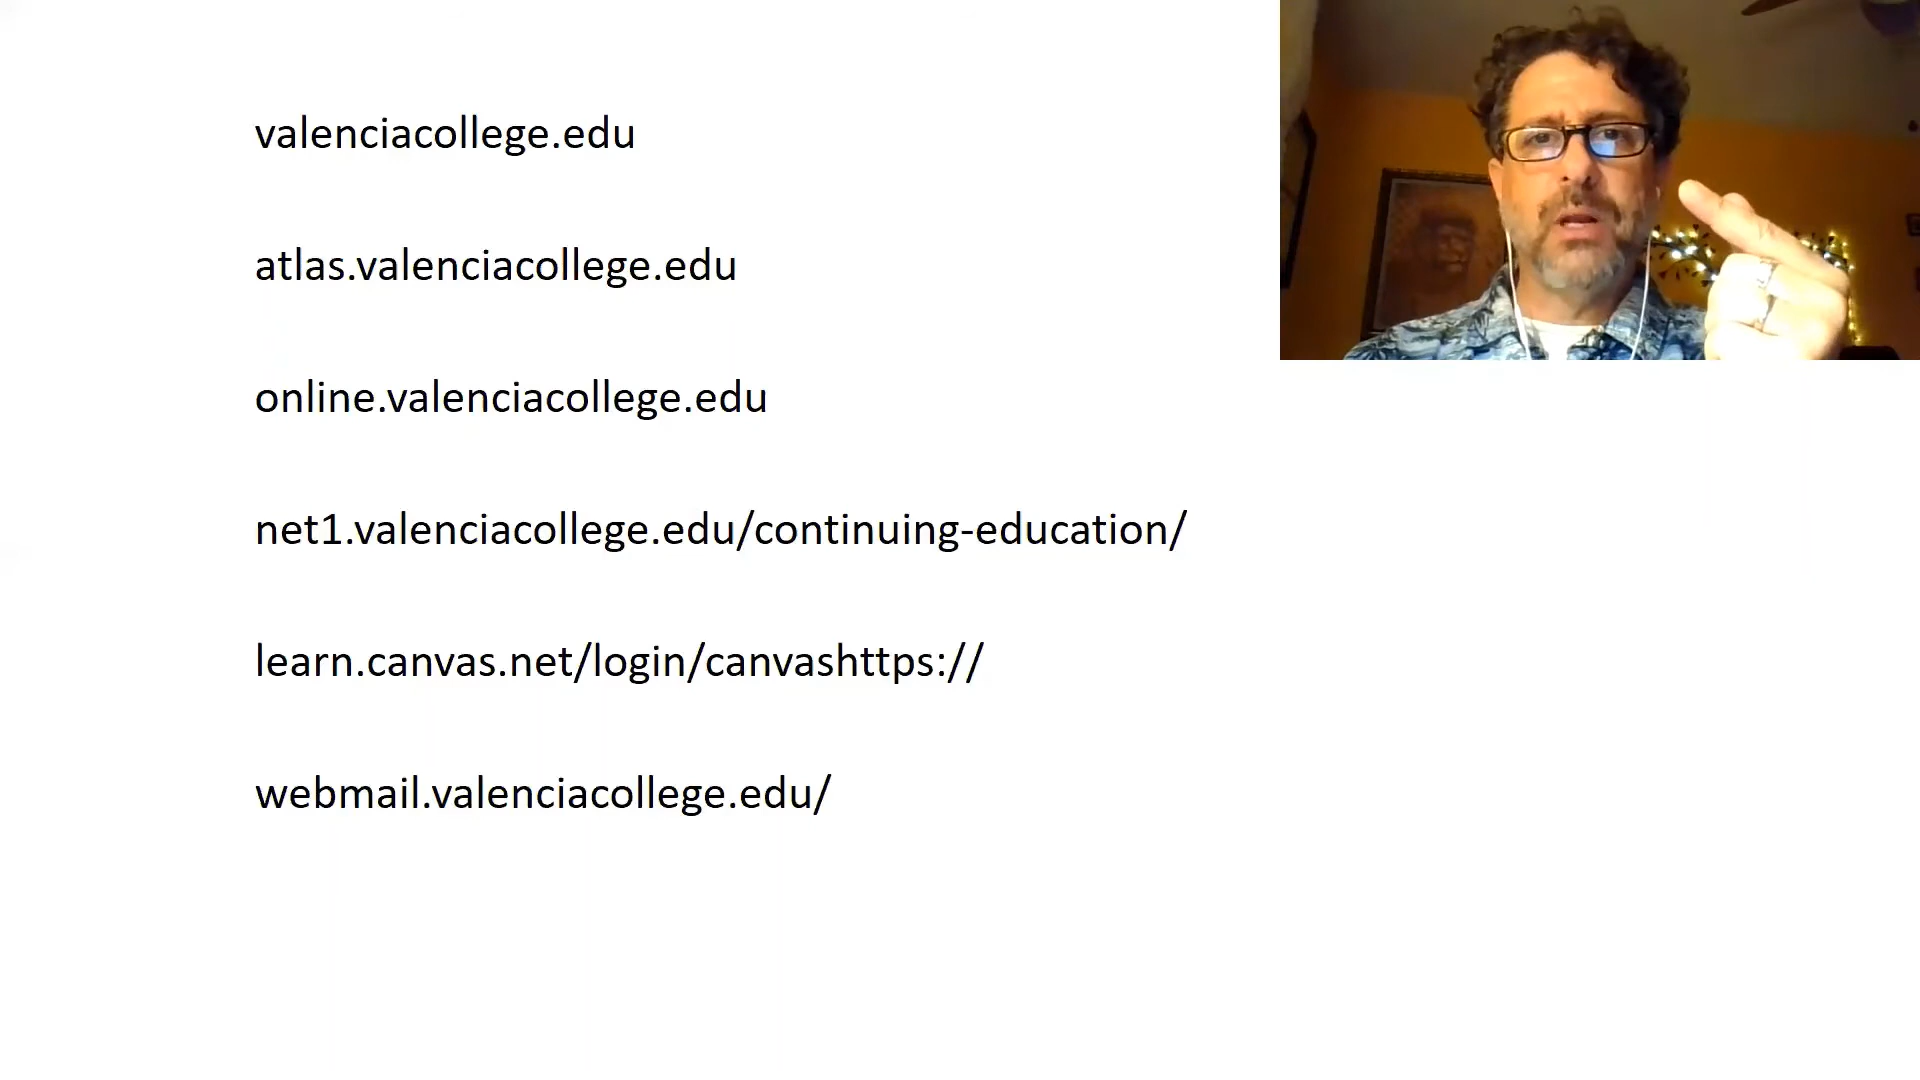 valenciacollege.edu
atlas.valenciacollege.edu
online.valenciacollege.edu
net1.valenciacollege.edu/continuing-education/
learn.canvas.net/login/canvashttps://
webmail.valenciacollege.edu/